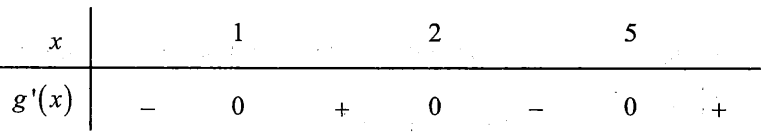 x 1 2 5
g'(x) − 0 + 0 − 0 +